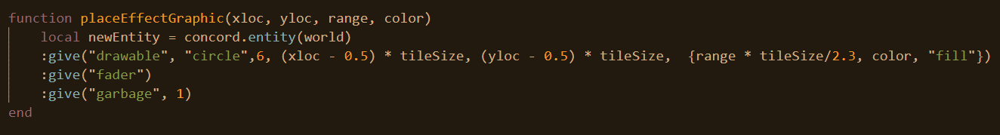 function placeEffectGraphic(xloc, yloc, range, color)
    local newEntity = concord.entity(world)
    :give("drawable", "circle",6, (xloc - 0.5) * tileSize, (yloc - 0.5) * tileSize,  {range * tileSize/2.3, color, "fill"})
    :give("fader")
    :give("garbage", 1)
end